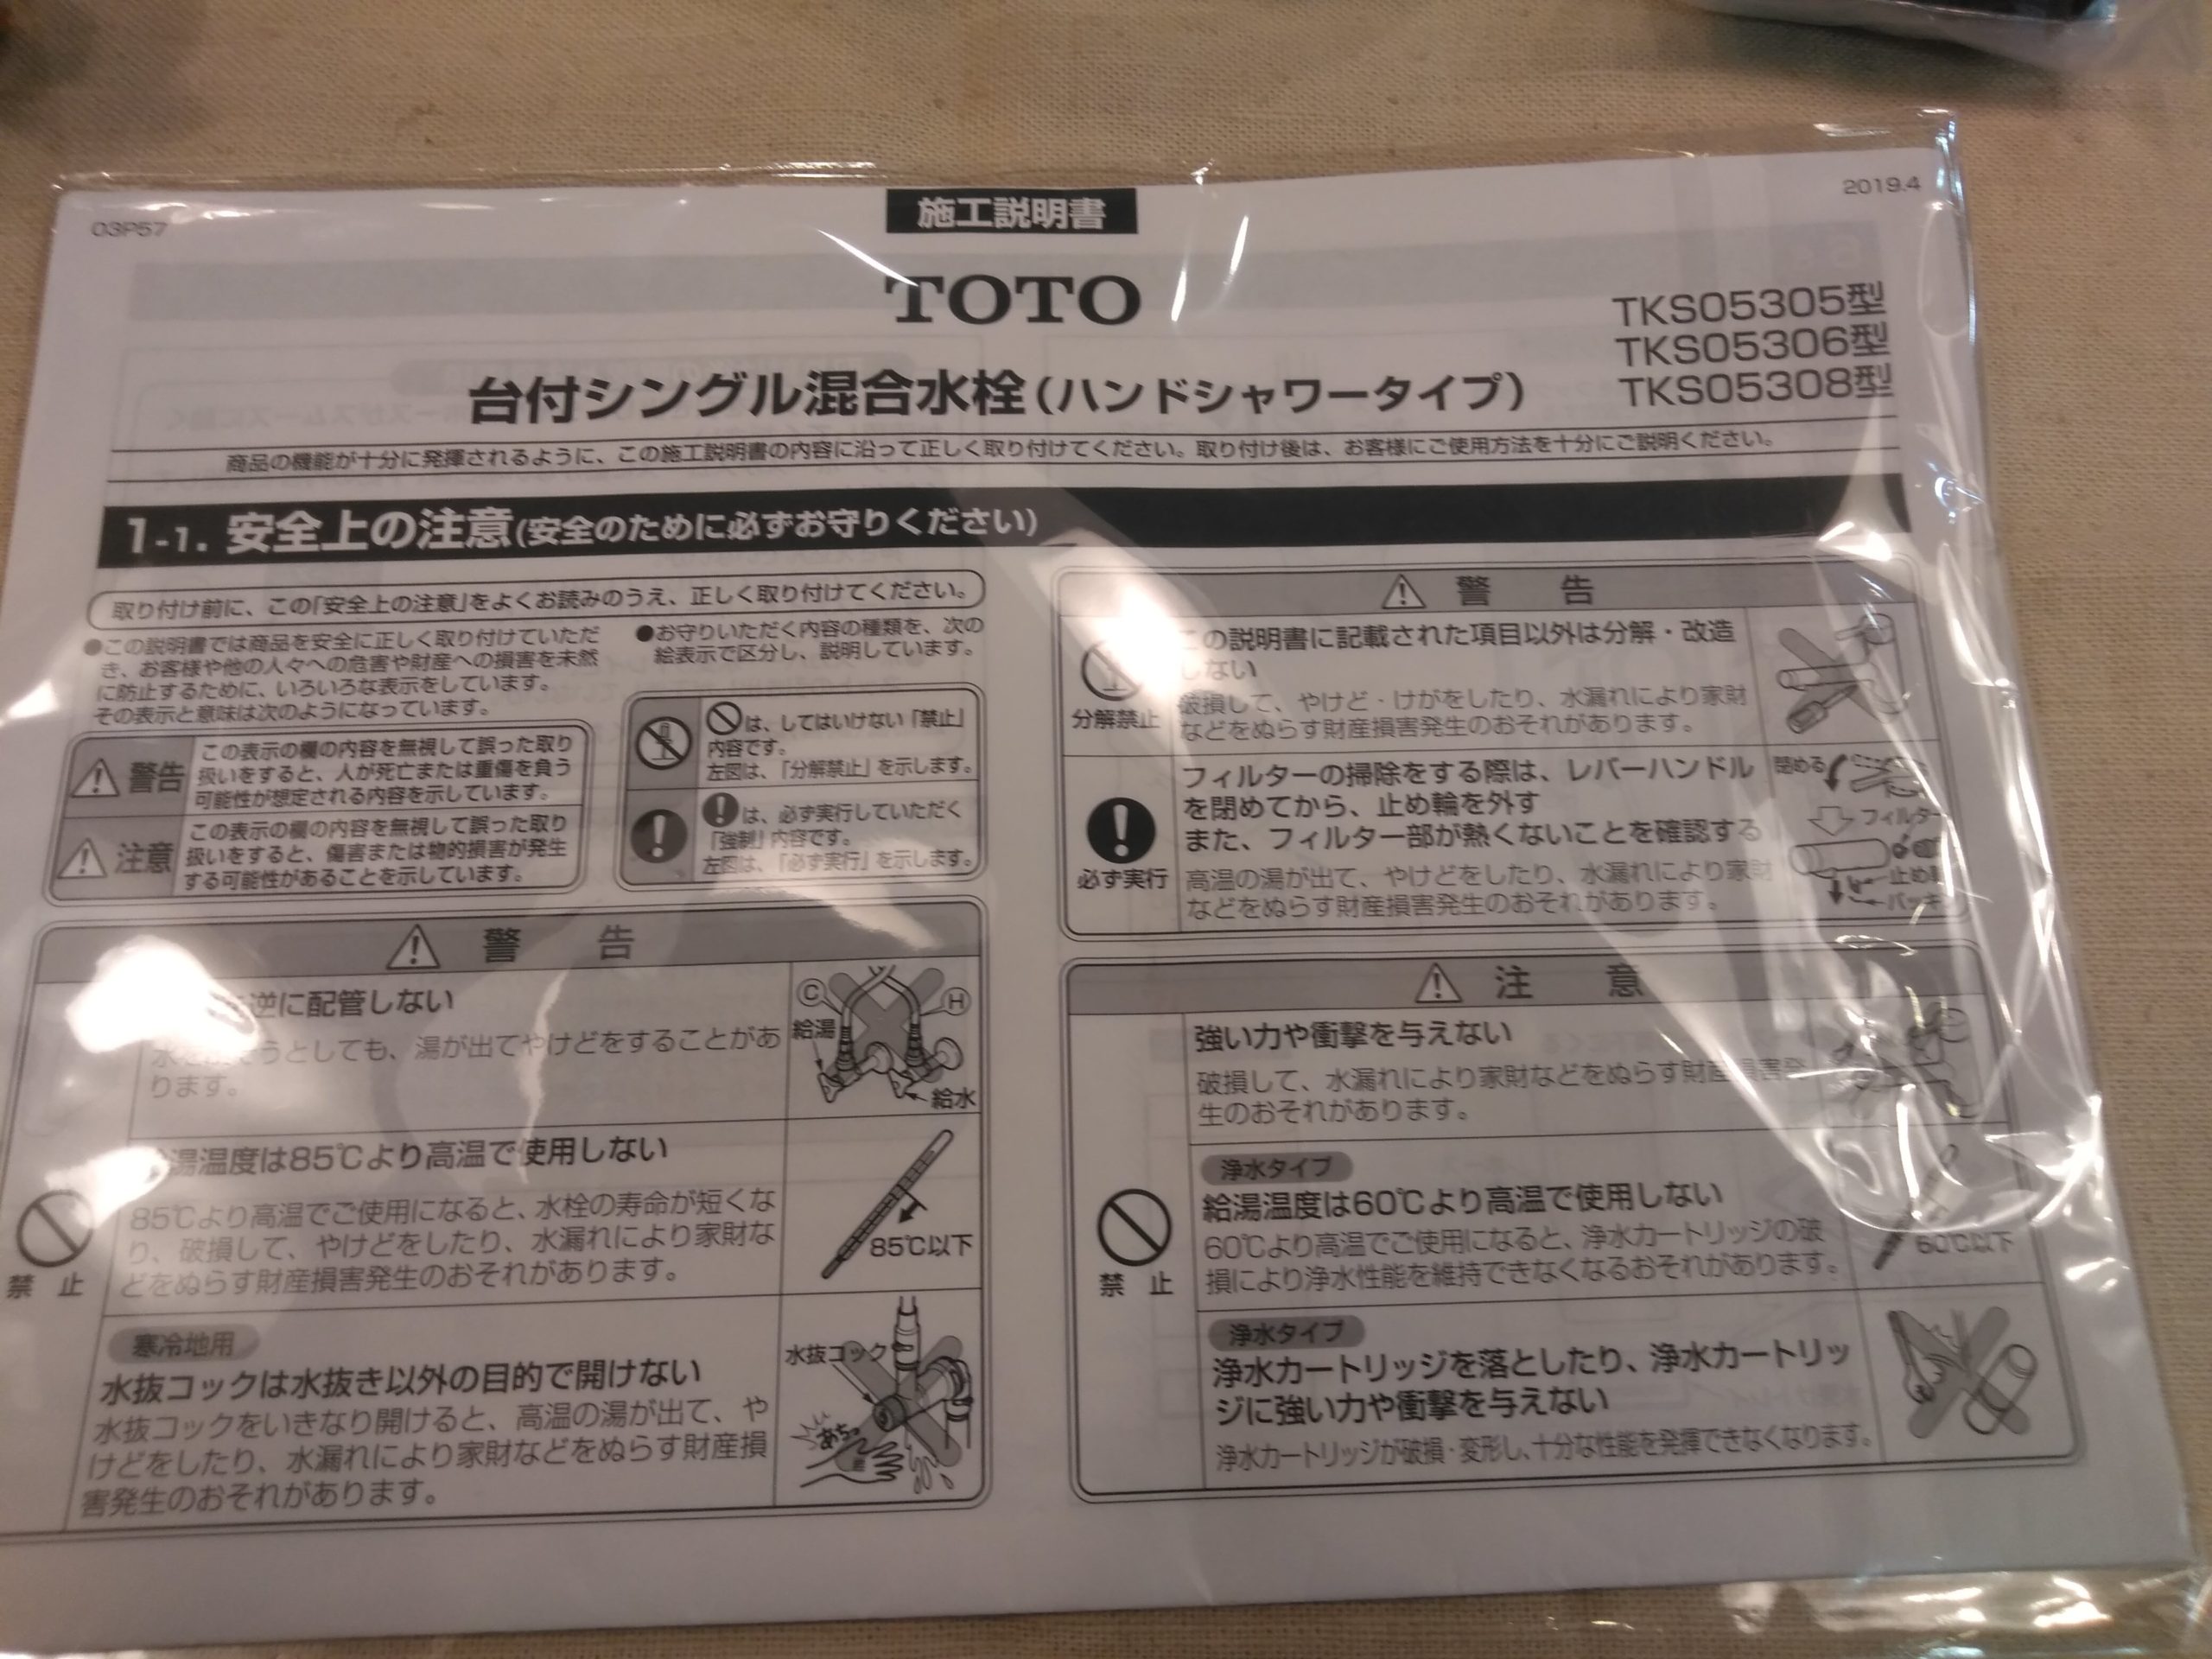 03P57
施工説明書
2019.4
TOTO
TKS05305型
TKS05306型
TKS05308型
台付シングル混合水栓(ハンドシャワータイプ)
商品の機能が十分に発揮されるように、この施工説明書の内容に沿って正しく取り付けてください。取り付け後は、お客様にご使用方法を十分にご説明ください。
1-1. 安全上の注意(安全のために必ずお守りください)
取り付け前に、この「安全上の注意」をよくお読みのうえ、正しく取り付けてください。
●この説明書では商品を安全に正しく取り付けていただ
き、お客様や他の人々への危害や財産への損害を未然
に防止するために、いろいろな表示をしています。
その表示と意味は次のようになっています。
警告
この表示の欄の内容を無視して誤った取り
扱いをすると、人が死亡または重傷を負う
可能性が想定される内容を示しています。
注意
この表示の欄の内容を無視して誤った取り
扱いをすると、傷害または物的損害が発生
する可能性があることを示しています。
●お守りいただく内容の種類を、次の
絵表示で区分し、説明しています。
は、してはいけない「禁止」
内容です。
左図は、「分解禁止」を示します。
は、必ず実行していただく
「強制」内容です。
左図は、「必ず実行」を示します。
警 告
逆に配管しない
うとしても、湯が出てやけどをすることがあ
ります。
C
H
給湯
給水
湯温度は85℃より高温で使用しない
85℃より高温でご使用になると、水栓の寿命が短くな
り、破損して、やけどをしたり、水漏れにより家財な
どをぬらす財産損害発生のおそれがあります。
85℃以下
禁 止
寒冷地用
水抜コックは水抜き以外の目的で開けない
水抜コックをいきなり開けると、高温の湯が出て、や
けどをしたり、水漏れにより家財などをぬらす財産損
害発生のおそれがあります。
水抜コック
警 告
分解禁止
この説明書に記載された項目以外は分解・改造
しない
破損して、やけど・けがをしたり、水漏れにより家財
などをぬらす財産損害発生のおそれがあります。
必ず実行
フィルターの掃除をする際は、レバーハンドル
を閉めてから、止め輪を外す
また、フィルター部が熱くないことを確認する
高温の湯が出て、やけどをしたり、水漏れにより家財
などをぬらす財産損害発生のおそれがあります。
閉める
フィルター
注 意
禁 止
強い力や衝撃を与えない
破損して、水漏れにより家財などをぬらす財産損害発
生のおそれがあります。
浄水タイプ
給湯温度は60℃より高温で使用しない
60℃より高温でご使用になると、浄水カートリッジの破
損により浄水性能を維持できなくなるおそれがあります。
60℃以下
浄水タイプ
浄水カートリッジを落としたり、浄水カートリッ
ジに強い力や衝撃を与えない
浄水カートリッジが破損・変形し、十分な性能を発揮できなくなります。